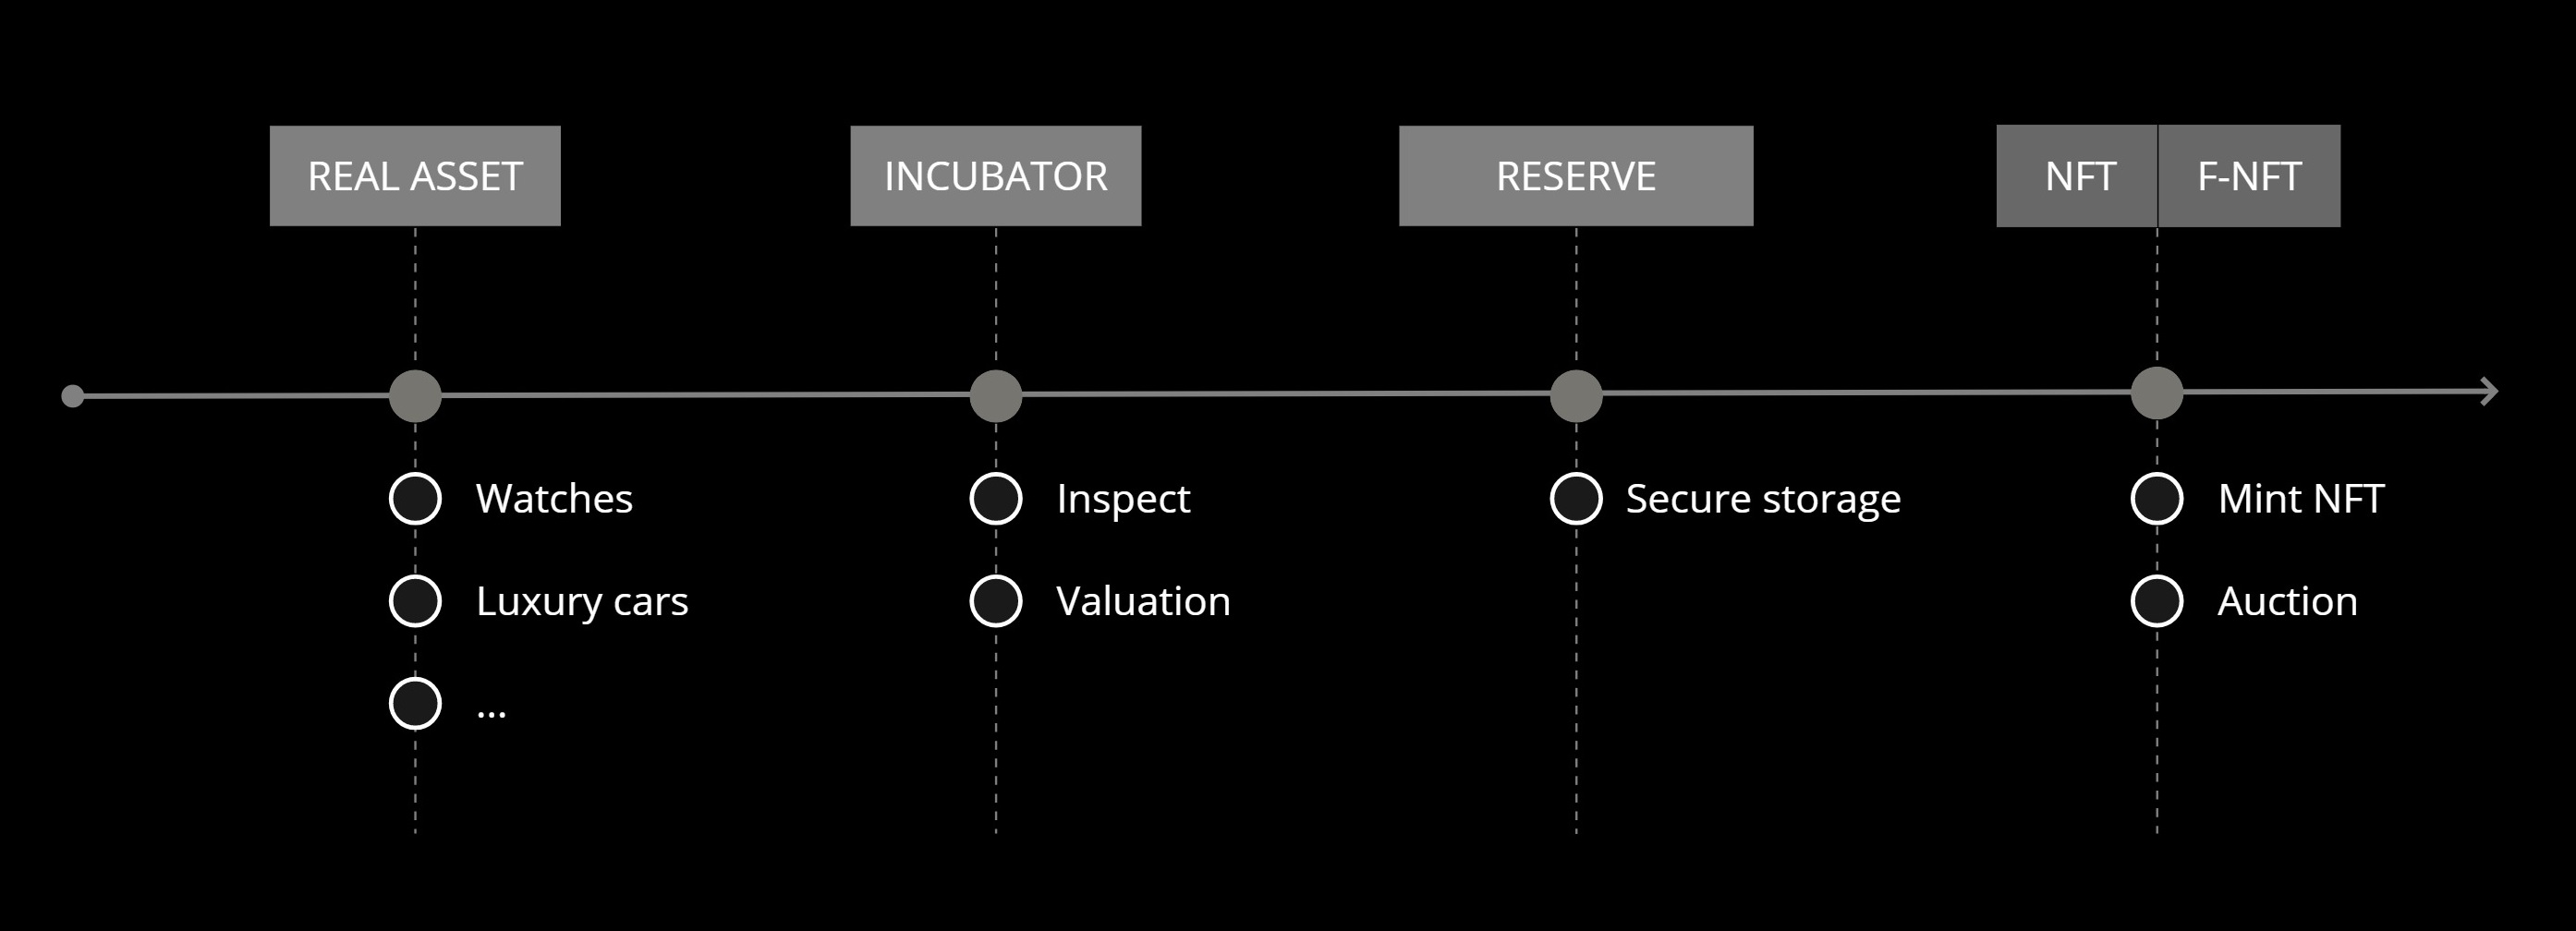 REAL ASSET
INCUBATOR
RESERVE
NFT
F-NFT
Watches
Luxury cars
...
Inspect
Valuation
Secure storage
Mint NFT
Auction